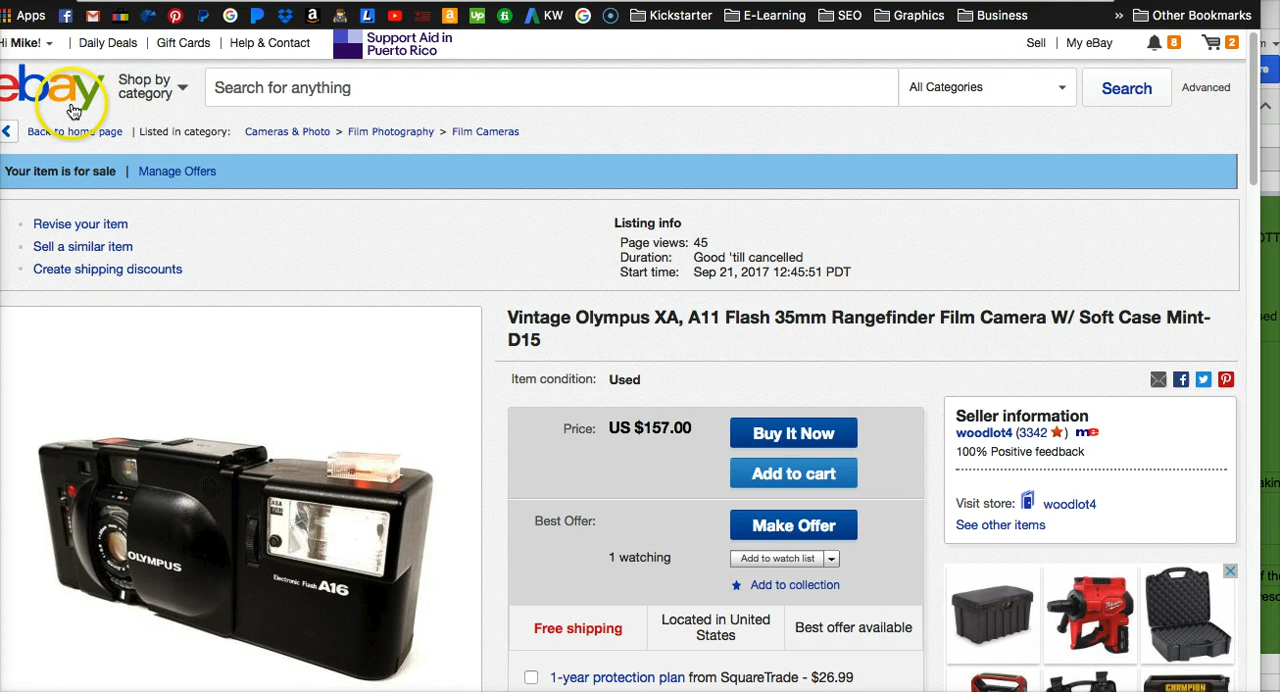 Apps AKW Kickstarter E-Learning SEO Graphics Business » Other Bookmarks
Hi Mike! | Daily Deals | Gift Cards | Help & Contact Support Aid in Puerto Rico Sell | My eBay 8 2
ebay Shop by category Search for anything All Categories Search Advanced
Back to home page | Listed in category: Cameras & Photo > Film Photography > Film Cameras
Your item is for sale | Manage Offers
Revise your item
Sell a similar item
Create shipping discounts
Listing info
Page views: 45
Duration: Good 'till cancelled
Start time: Sep 21, 2017 12:45:51 PDT
Vintage Olympus XA, A11 Flash 35mm Rangefinder Film Camera W/ Soft Case Mint-
D15
Item condition: Used
Price: US $157.00 Buy It Now
Add to cart
Best Offer: Make Offer
1 watching Add to watch list
Add to collection
Free shipping
Located in United
States
Best offer available
1-year protection plan from SquareTrade - $26.99
Seller information
woodlot4 (3342 ) me
100% Positive feedback
Visit store: woodlot4
See other items
OLYMPUS
Electronic Flash A16
ASA
CHAMPION